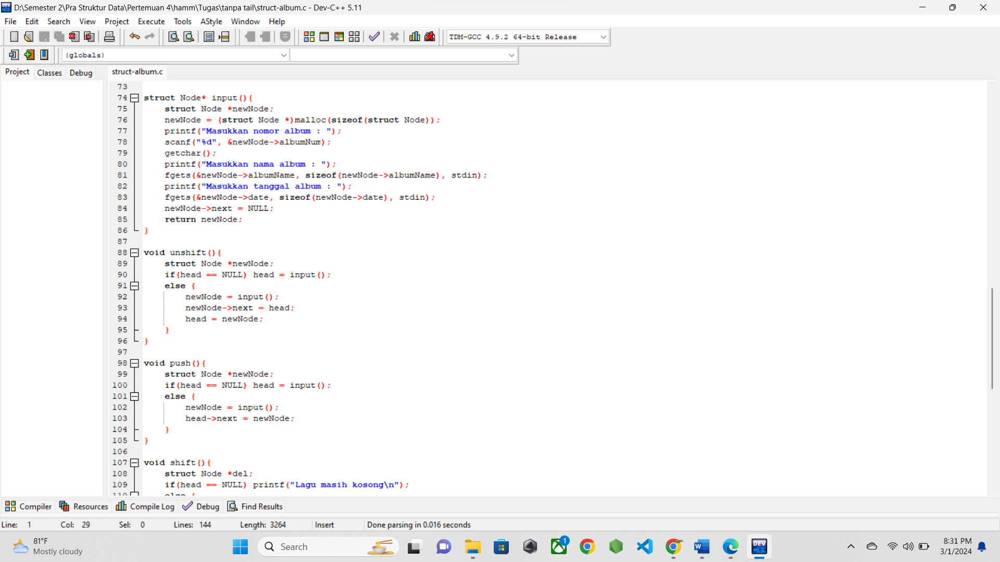 D:\Semester 2\Pra Struktur Data\Pertemuan 4\hamm\Tugas\tanpa tail\struct-album.c - Dev-C++ 5.11
File Edit Search View Project Execute Tools AStyle Window Help
TDM-GCC 4.9.2 64-bit Release
(globals)
Project Classes Debug struct-album.c
73
74 struct Node* input(){
75 struct Node *newNode;
76 newNode = (struct Node *)malloc(sizeof(struct Node));
77 printf("Masukkan nomor album : ");
78 scanf("%d", &newNode->albumNum);
79 getchar();
80 printf("Masukkan nama album : ");
81 fgets(&newNode->albumName, sizeof(newNode->albumName), stdin);
82 printf("Masukkan tanggal album : ");
83 fgets(&newNode->date, sizeof(newNode->date), stdin);
84 newNode->next = NULL;
85 return newNode;
86 }
87
88 void unshift(){
89 struct Node *newNode;
90 if(head == NULL) head = input();
91 else {
92 newNode = input();
93 newNode->next = head;
94 head = newNode;
95 }
96 }
97
98 void push(){
99 struct Node *newNode;
100 if(head == NULL) head = input();
101 else {
102 newNode = input();
103 head->next = newNode;
104 }
105 }
106
107 void shift(){
108 struct Node *del;
109 if(head == NULL) printf("Lagu masih kosong\n");
110 else {
Compiler Resources Compile Log Debug Find Results
Line: 1 Col: 29 Sel: 0 Lines: 144 Length: 3264 Insert Done parsing in 0.016 seconds
81°F
Mostly cloudy
Search
1
DEV
C++
8:31 PM
3/1/2024